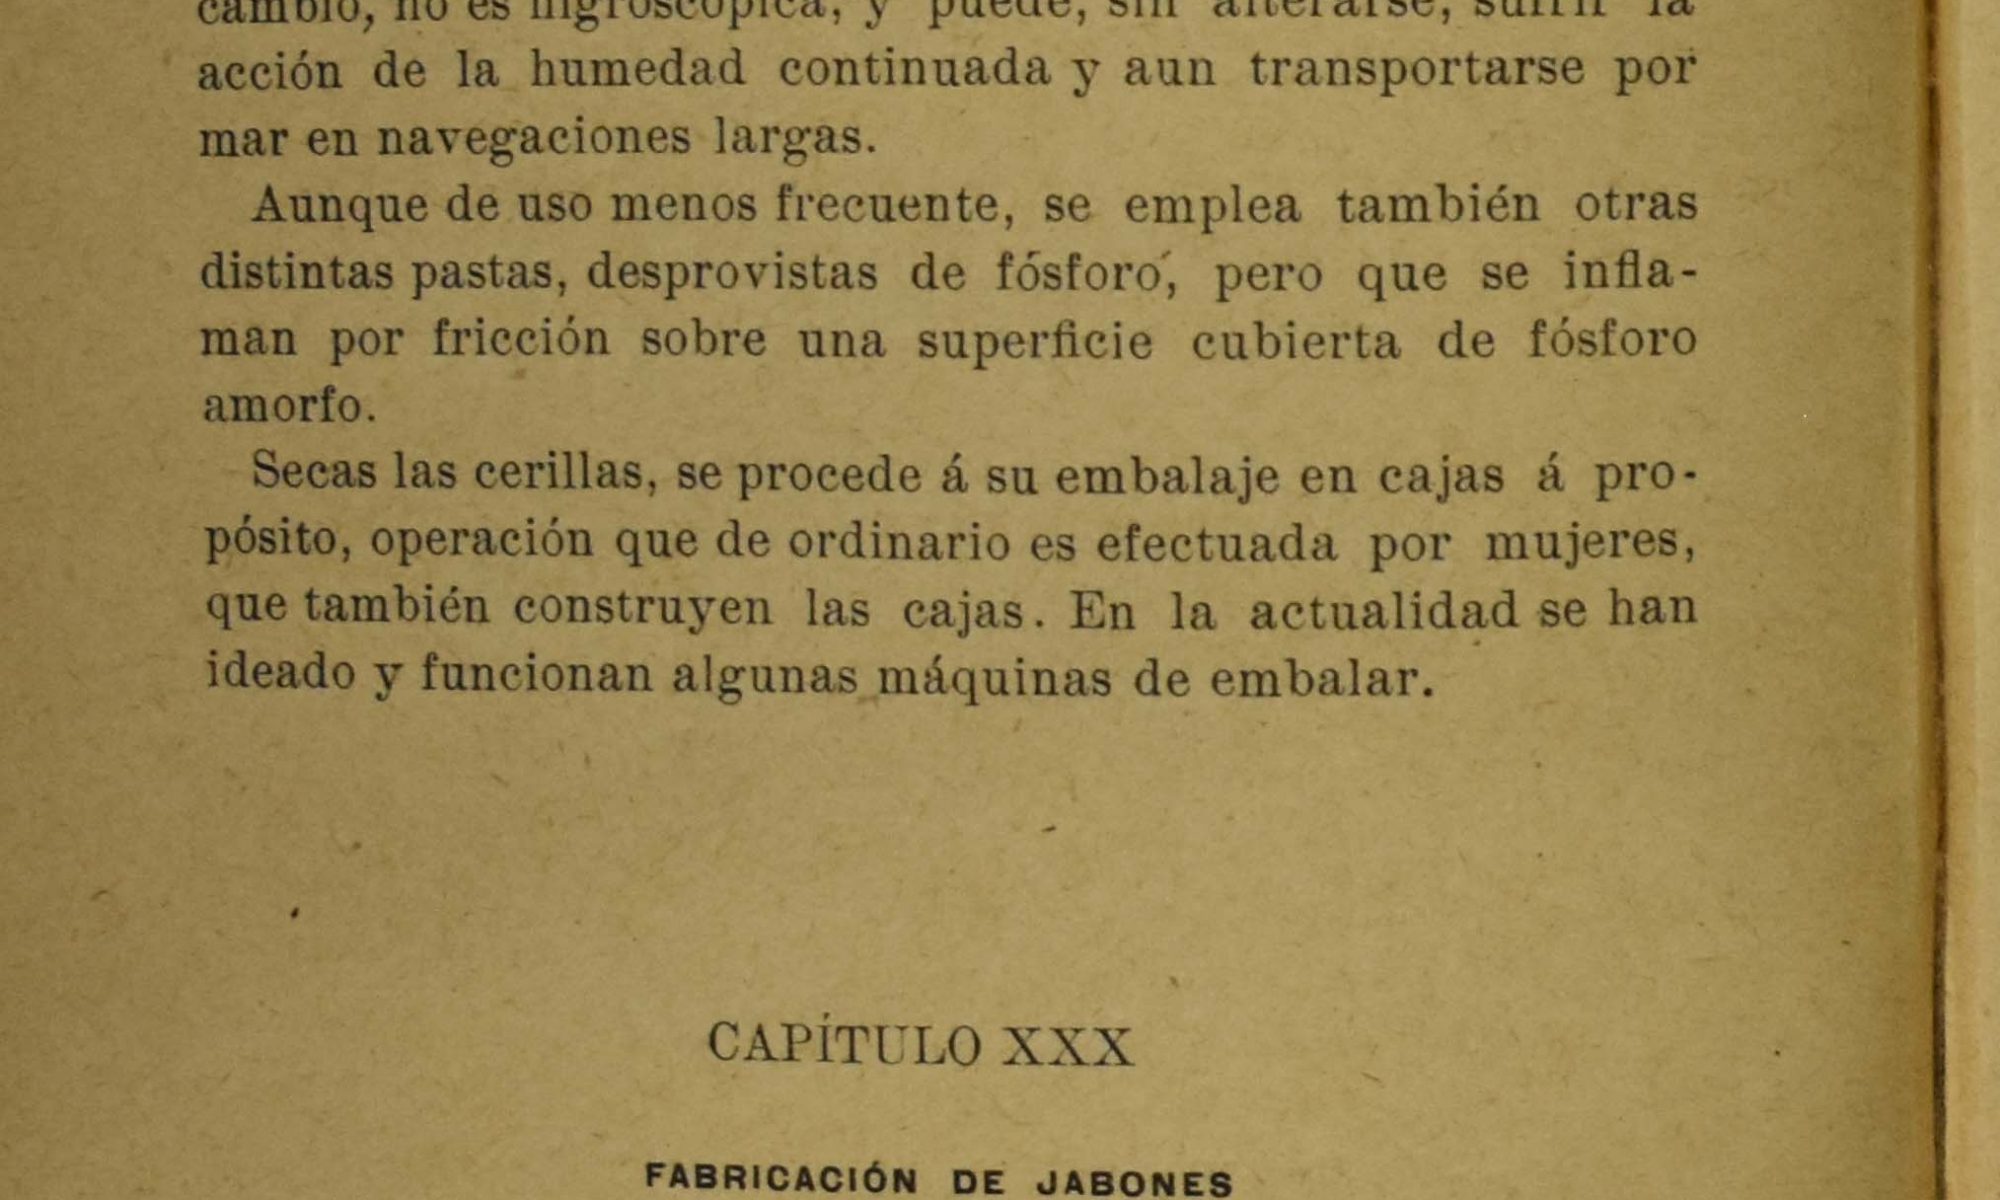 cambio, no es higroscópica, y puede, sin alterarse, sufrir la
acción de la humedad continuada y aun transportarse por
mar en navegaciones largas.
Aunque de uso menos frecuente, se emplea también otras
distintas pastas, desprovistas de fósforo, pero que se infla-
man por fricción sobre una superficie cubierta de fósforo
amorfo.
Secas las cerillas, se procede á su embalaje en cajas á pro-
pósito, operación que de ordinario es efectuada por mujeres,
que también construyen las cajas. En la actualidad se han
ideado y funcionan algunas máquinas de embalar.
CAPÍTULO XXX
FABRICACIÓN DE JABONES